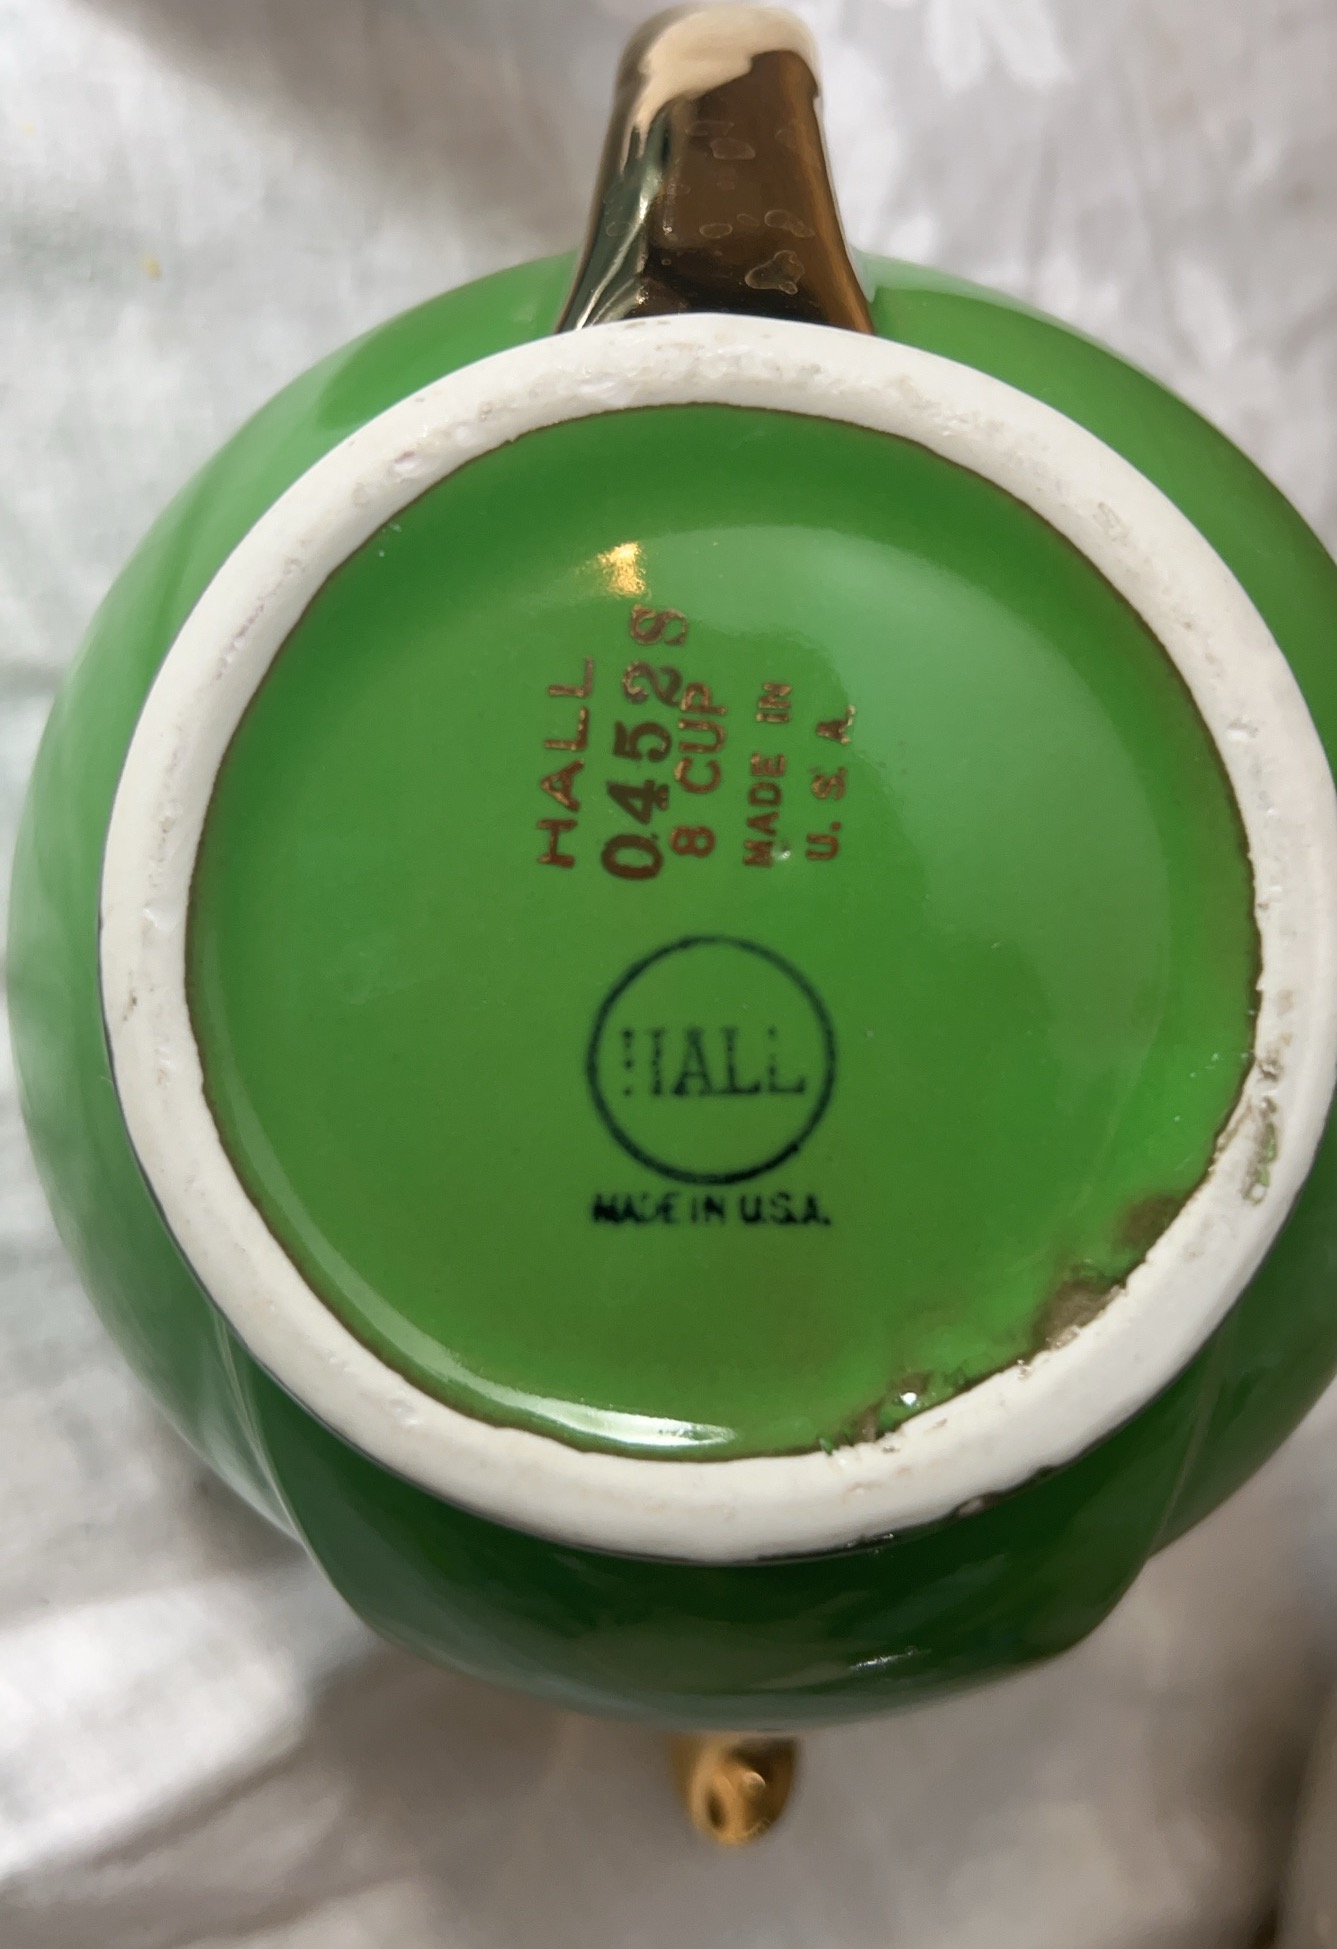 HALL
0452S
8 CUP
MADE IN
U. S. A.
HALL
MADE IN U.S.A.